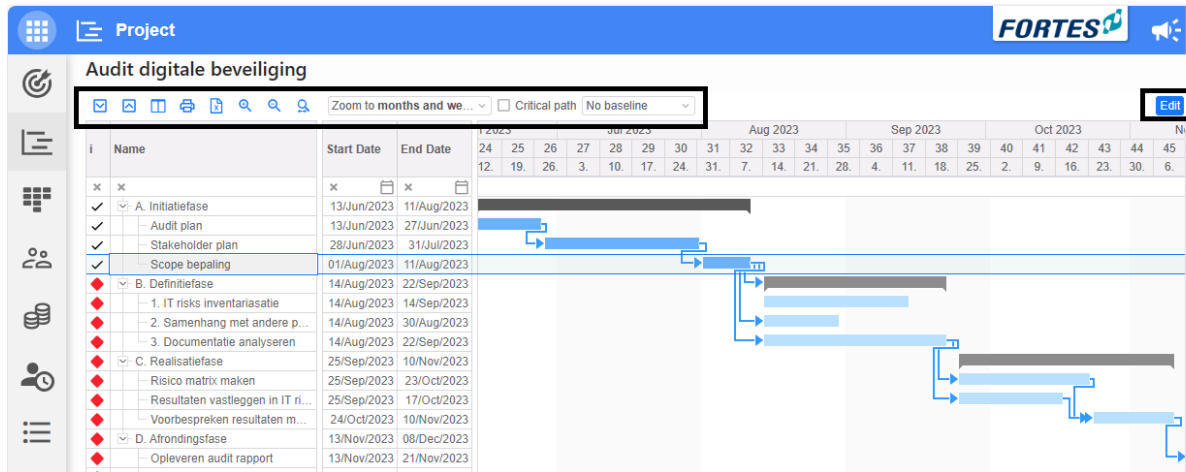 Project
FORTES
Audit digitale beveiliging
Zoom to months and we... Critical path No baseline Edit
2023 Jul 2023 Aug 2023 Sep 2023 Oct 2023 N
i Name Start Date End Date 24 25 26 27 28 29 30 31 32 33 34 35 36 37 38 39 40 41 42 43 44 45
12. 19. 26. 3. 10. 17. 24. 31. 7. 14. 21. 28. 4. 11. 18. 25. 2. 9. 16. 23. 30. 6.
A. Initiatiefase 13/Jun/2023 11/Aug/2023
Audit plan 13/Jun/2023 27/Jun/2023
Stakeholder plan 28/Jun/2023 31/Jul/2023
Scope bepaling 01/Aug/2023 11/Aug/2023
B. Definitiefase 14/Aug/2023 22/Sep/2023
1. IT risks inventariasatie 14/Aug/2023 14/Sep/2023
2. Samenhang met andere p... 14/Aug/2023 30/Aug/2023
3. Documentatie analyseren 14/Aug/2023 22/Sep/2023
C. Realisatiefase 25/Sep/2023 10/Nov/2023
Risico matrix maken 25/Sep/2023 23/Oct/2023
Resultaten vastleggen in IT ri... 25/Sep/2023 17/Oct/2023
Voorbespreken resultaten m... 24/Oct/2023 10/Nov/2023
D. Afrondingsfase 13/Nov/2023 08/Dec/2023
Opleveren audit rapport 13/Nov/2023 21/Nov/2023